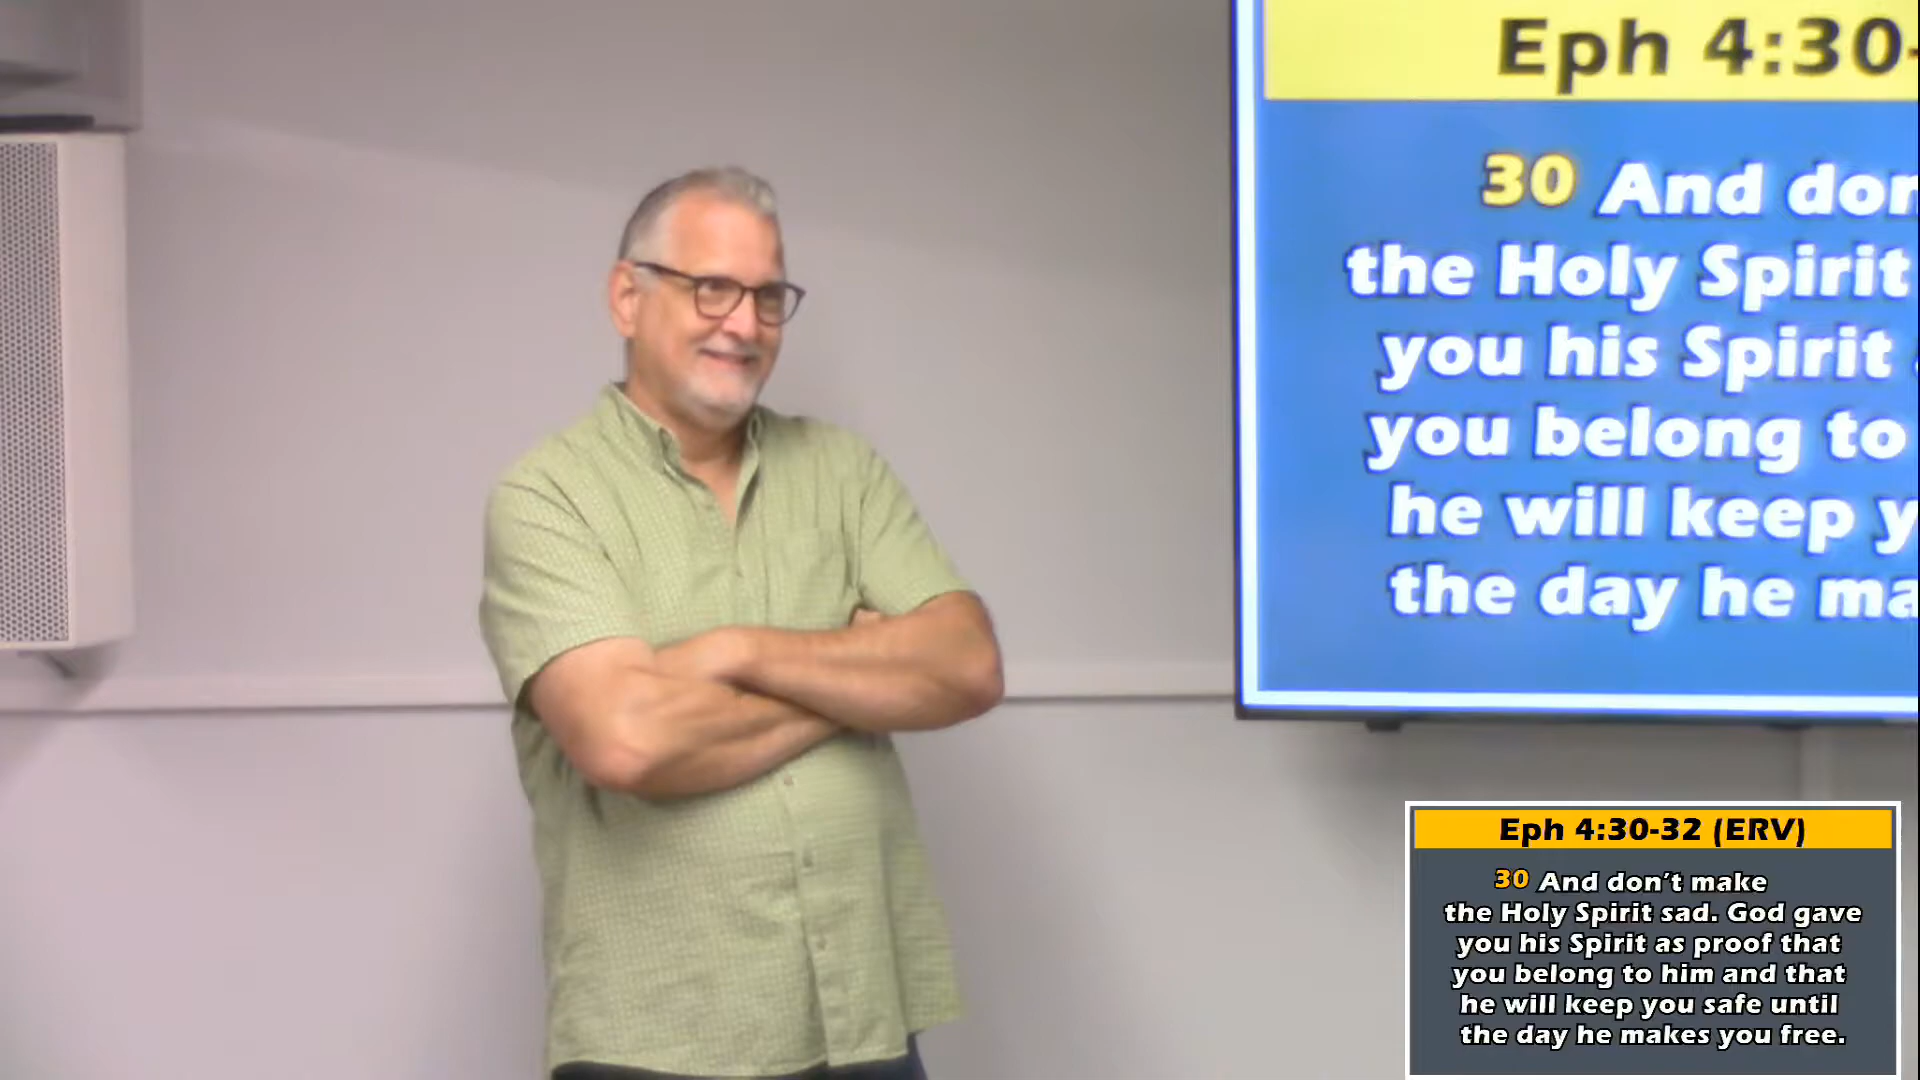 Eph 4:30-
30 And don
the Holy Spirit
you his Spirit
you belong to
he will keep y
the day he ma
Eph 4:30-32 (ERV)
30 And don't make
the Holy Spirit sad. God gave
you his Spirit as proof that
you belong to him and that
he will keep you safe until
the day he makes you free.